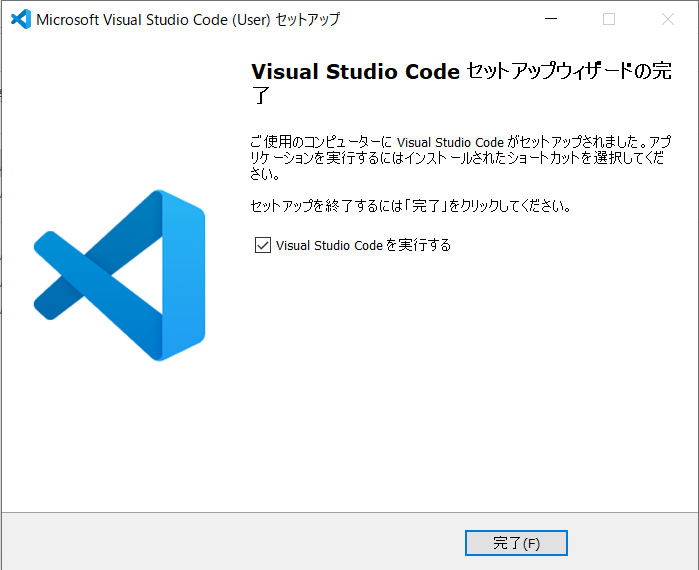 Microsoft Visual Studio Code (User) セットアップ
Visual Studio Code セットアップウィザードの完
了
ご使用のコンピューターに Visual Studio Code がセットアップされました。アプ
リケーションを実行するにはインストールされたショートカットを選択してくだ
さい。
セットアップを終了するには「完了」をクリックしてください。
Visual Studio Code を実行する
完了(F)